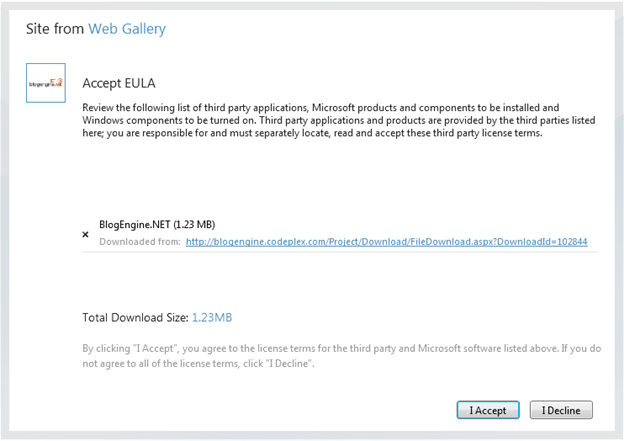 Site from Web Gallery
blogengine.net
Accept EULA
Review the following list of third party applications, Microsoft products and components to be installed and
Windows components to be turned on. Third party applications and products are provided by the third parties listed
here; you are responsible for and must separately locate, read and accept these third party license terms.
BlogEngine.NET (1.23 MB)
Downloaded from: http://blogengine.codeplex.com/Project/Download/FileDownload.aspx?DownloadId=102844
Total Download Size: 1.23MB
By clicking "I Accept", you agree to the license terms for the third party and Microsoft software listed above. If you do
not agree to all of the license terms, click "I Decline".
I Accept I Decline